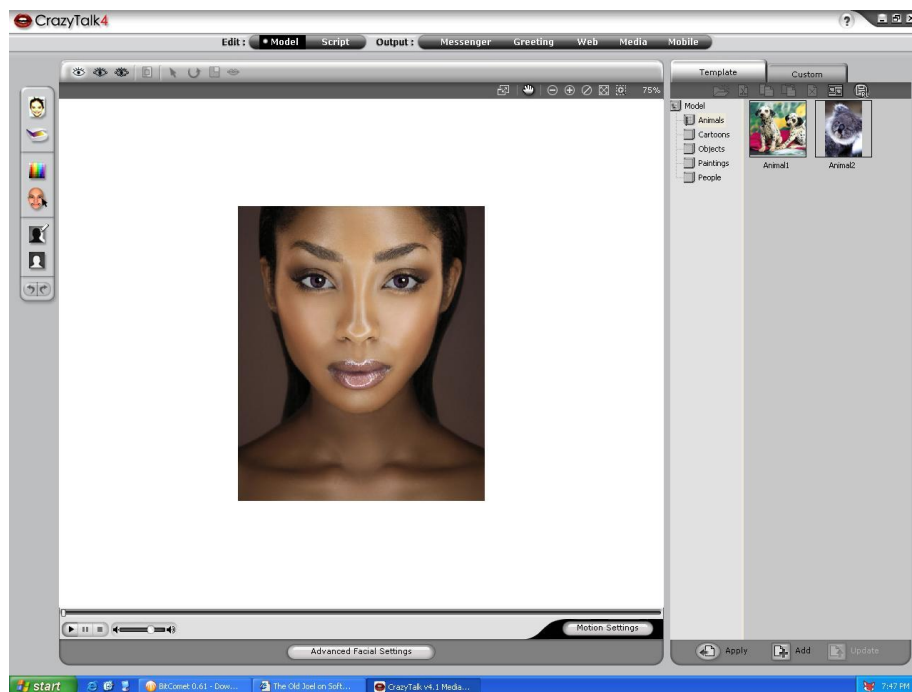 CrazyTalk4
?
Edit : Model Script Output : Messenger Greeting Web Media Mobile
Template Custom
75%
Model
Animals
Cartoons
Objects
Paintings
People
Animal1 Animal2
Motion Settings
Advanced Facial Settings
Apply Add Update
start BitComet 0.61 - Dow... The Old Joel on Soft... CrazyTalk v4.1 Media... 7:47 PM